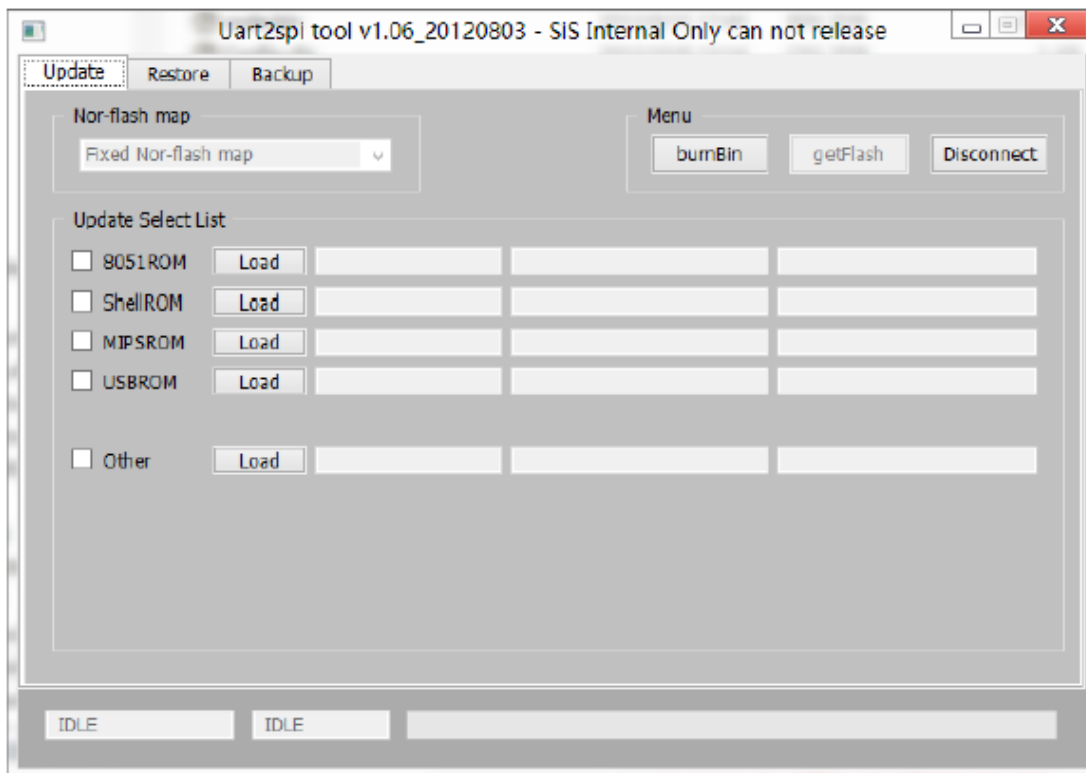 Uart2spi tool v1.06_20120803 - SiS Internal Only can not release
Update Restore Backup
Nor-flash map
Fixed Nor-flash map
Menu
burnBin getFlash Disconnect
Update Select List
8051ROM Load
ShellROM Load
MIPSROM Load
USBROM Load
Other Load
IDLE IDLE